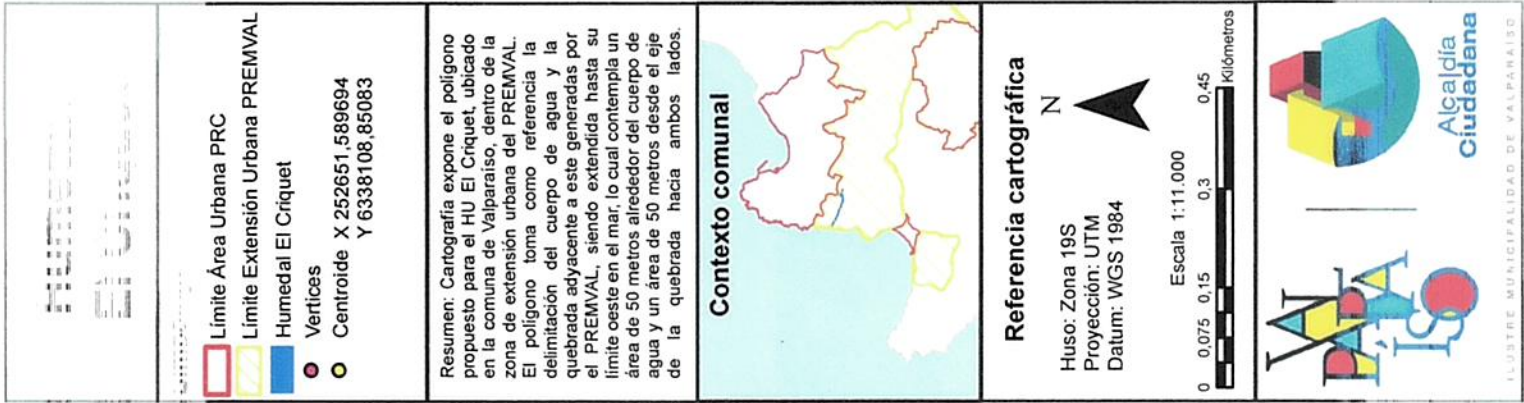 Límite Área Urbana PRC
Límite Extensión Urbana PREMVAL
Humedal El Criquet
Vertices
Centroide X 252651,589694
Y 6338108,85083
Resumen: Cartografía expone el polígono
propuesto para el HU El Criquet, ubicado
en la comuna de Valparaíso, dentro de la
zona de extensión urbana del PREMVAL.
El polígono toma como referencia la
delimitación del cuerpo de agua y la
quebrada adyacente a este generadas por
el PREMVAL, siendo extendida hasta su
límite oeste en el mar, lo cual contempla un
área de 50 metros alrededor del cuerpo de
agua y un área de 50 metros desde el eje
de la quebrada hacia ambos lados.
Contexto comunal
Referencia cartográfica
Huso: Zona 19S
Proyección: UTM
Datum: WGS 1984
N
Escala 1:11.000
0 0,075 0,15 0,3 0,45
Kilómetros
VALPARAÍSO
Alcaldía
Ciudadana
ILUSTRE MUNICIPALIDAD DE VALPARAÍSO